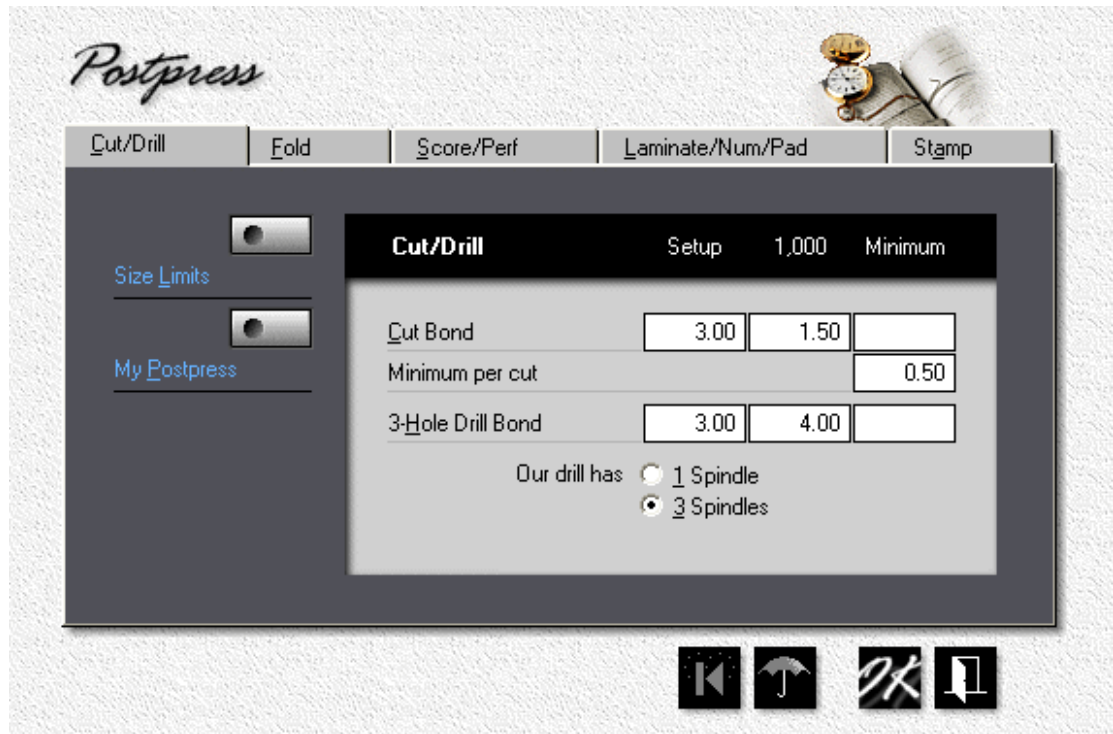 Postpress
Cut/Drill Fold Score/Perf Laminate/Num/Pad Stamp
Size Limits
My Postpress
Cut/Drill Setup 1,000 Minimum
Cut Bond 3.00 1.50
Minimum per cut 0.50
3-Hole Drill Bond 3.00 4.00
Our drill has 1 Spindle
3 Spindles
OK